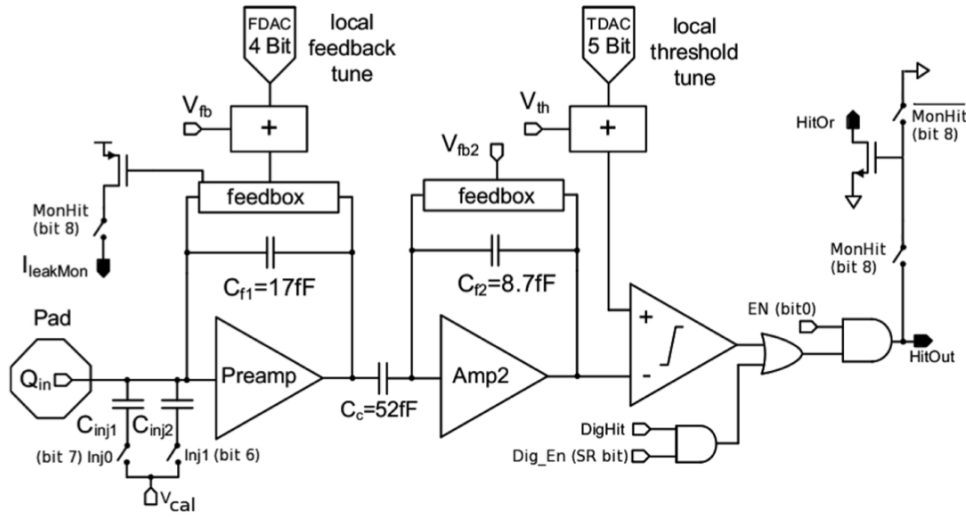 FDAC
4 Bit
local
feedback
tune
TDAC
5 Bit
local
threshold
tune
V_fb
+
V_th
+
V_fb2
HitOr
MonHit
(bit 8)
feedbox
feedbox
MonHit
(bit 8)
I_leakMon
C_f1=17fF
C_f2=8.7fF
MonHit
(bit 8)
Pad
Q_in
Preamp
C_c=52fF
Amp2
+
-
EN (bit0)
HitOut
C_inj1
C_inj2
(bit 7) Inj0
Inj1 (bit 6)
V_cal
DigHit
Dig_En (SR bit)